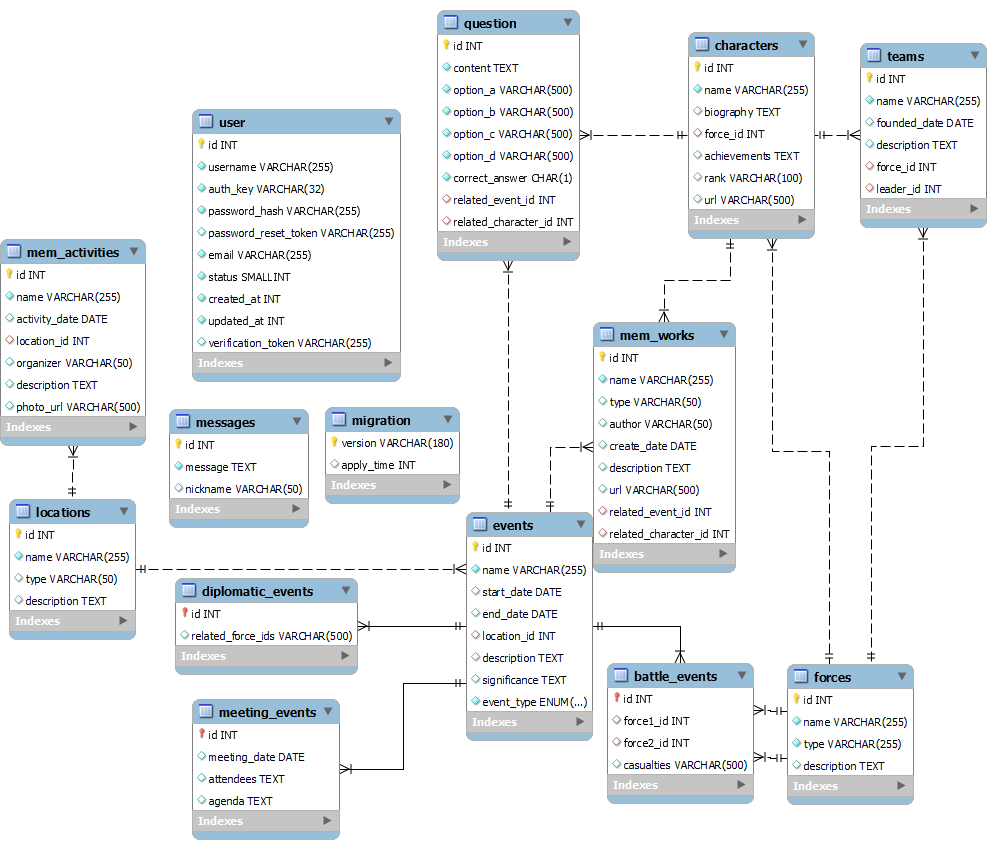 question
id INT
content TEXT
option_a VARCHAR(500)
option_b VARCHAR(500)
option_c VARCHAR(500)
option_d VARCHAR(500)
correct_answer CHAR(1)
related_event_id INT
related_character_id INT
Indexes
characters
id INT
name VARCHAR(255)
biography TEXT
force_id INT
achievements TEXT
rank VARCHAR(100)
url VARCHAR(500)
Indexes
teams
id INT
name VARCHAR(255)
founded_date DATE
description TEXT
force_id INT
leader_id INT
Indexes
user
id INT
username VARCHAR(255)
auth_key VARCHAR(32)
password_hash VARCHAR(255)
password_reset_token VARCHAR(255)
email VARCHAR(255)
status SMALLINT
created_at INT
updated_at INT
verification_token VARCHAR(255)
Indexes
mem_activities
id INT
name VARCHAR(255)
activity_date DATE
location_id INT
organizer VARCHAR(50)
description TEXT
photo_url VARCHAR(500)
Indexes
mem_works
id INT
name VARCHAR(255)
type VARCHAR(50)
author VARCHAR(50)
create_date DATE
description TEXT
url VARCHAR(500)
related_event_id INT
related_character_id INT
Indexes
messages
id INT
message TEXT
nickname VARCHAR(50)
Indexes
migration
version VARCHAR(180)
apply_time INT
Indexes
locations
id INT
name VARCHAR(255)
type VARCHAR(50)
description TEXT
Indexes
events
id INT
name VARCHAR(255)
start_date DATE
end_date DATE
location_id INT
description TEXT
significance TEXT
event_type ENUM(...)
Indexes
diplomatic_events
id INT
related_force_ids VARCHAR(500)
Indexes
meeting_events
id INT
meeting_date DATE
attendees TEXT
agenda TEXT
Indexes
battle_events
id INT
force1_id INT
force2_id INT
casualties VARCHAR(500)
Indexes
forces
id INT
name VARCHAR(255)
type VARCHAR(255)
description TEXT
Indexes